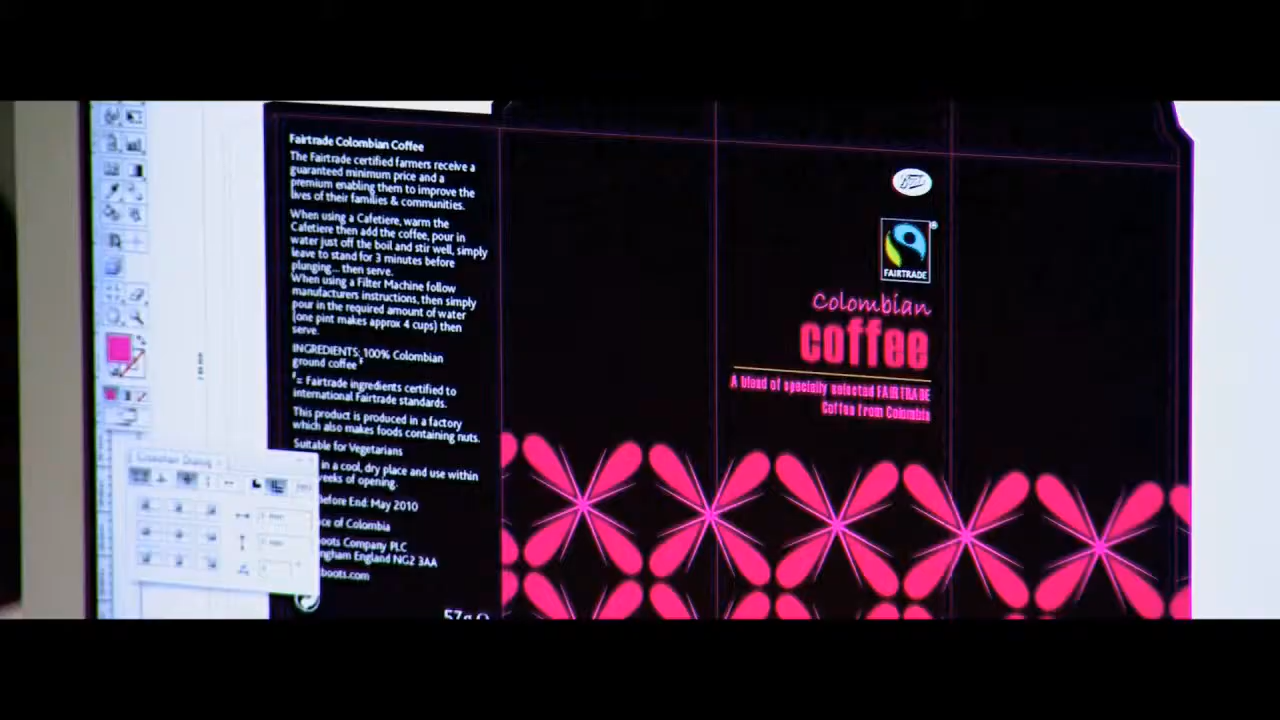 Fairtrade Colombian Coffee
The Fairtrade certified farmers receive a
guaranteed minimum price and a
premium enabling them to improve the
lives of their families & communities.
When using a Cafetiere, warm the
Cafetiere then add the coffee, pour in
water just off the boil and stir well, simply
leave to stand for 3 minutes before
plunging... then serve.
When using a Filter Machine follow
manufacturers instructions, then simply
pour in the required amount of water
(one pint makes approx 4 cups) then
serve.
INGREDIENTS: 100% Colombian
ground coffee ‡
‡= Fairtrade ingredients certified to
international Fairtrade standards.
This product is produced in a factory
which also makes foods containing nuts.
Suitable for Vegetarians
in a cool, dry place and use within
of opening.
Before End: May 2010
of Colombia
Company PLC
England NG2 3AA
boots.com
57g
Boots
FAIRTRADE
Colombian
coffee
A blend of specially selected FAIRTRADE
Coffee from Colombia